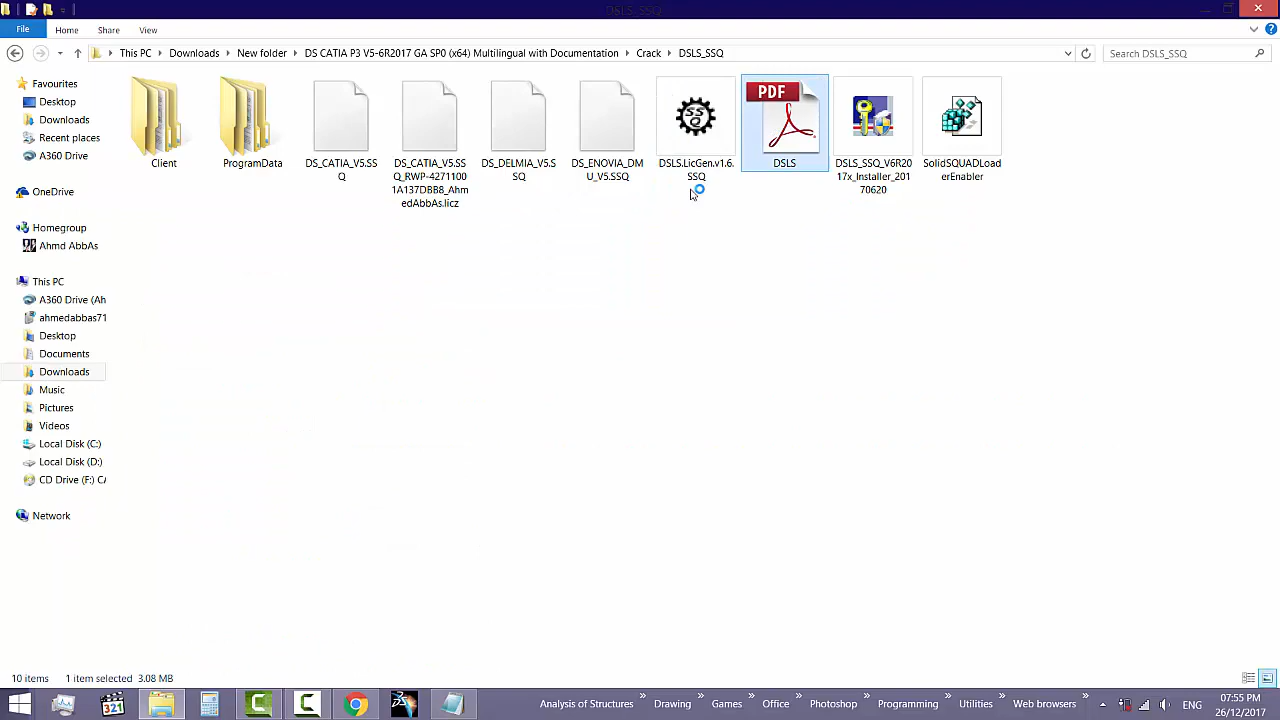 DSLS_SSQ
File Home Share View
This PC Downloads New folder DS CATIA P3 V5-6R2017 GA SP0 (x64) Multilingual with Documentation Crack DSLS_SSQ
Search DSLS_SSQ
Favourites
Desktop
Downloads
Recent places
A360 Drive
OneDrive
Homegroup
Ahmd AbbAs
This PC
A360 Drive (Ah
ahmedabbas71
Desktop
Documents
Downloads
Music
Pictures
Videos
Local Disk (C:)
Local Disk (D:)
CD Drive (F:) CA
Network
Client
ProgramData
DS_CATIA_V5.SS
Q
DS_CATIA_V5.SS
Q_RWP-4271100
1A137DBB8_Ahm
edAbbAs.licz
DS_DELMIA_V5.S
SQ
DS_ENOVIA_DM
U_V5.SSQ
SS
Q
DSLS.LicGen.v1.6.
SSQ
PDF
DSLS
DSLS_SSQ_V6R20
17x_Installer_201
70620
SolidSQUADLoa
derEnabler
10 items 1 item selected 3.08 MB
321
Analysis of Structures » Drawing » Games » Office » Photoshop » Programming » Utilities » Web browsers »
ENG
07:55 PM
26/12/2017